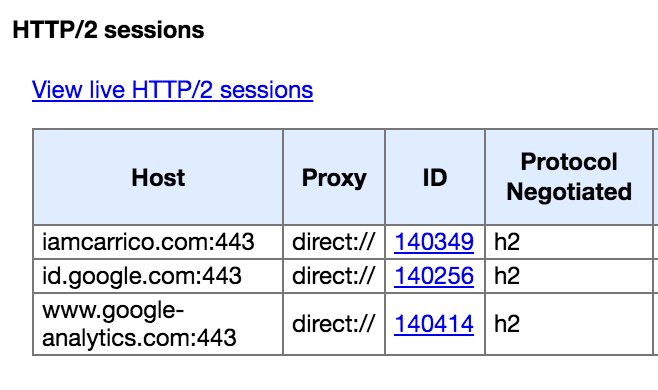 HTTP/2 sessions
View live HTTP/2 sessions
Host Proxy ID Protocol Negotiated
iamcarrico.com:443 direct:// 140349 h2
id.google.com:443 direct:// 140256 h2
www.google-
analytics.com:443 direct:// 140414 h2